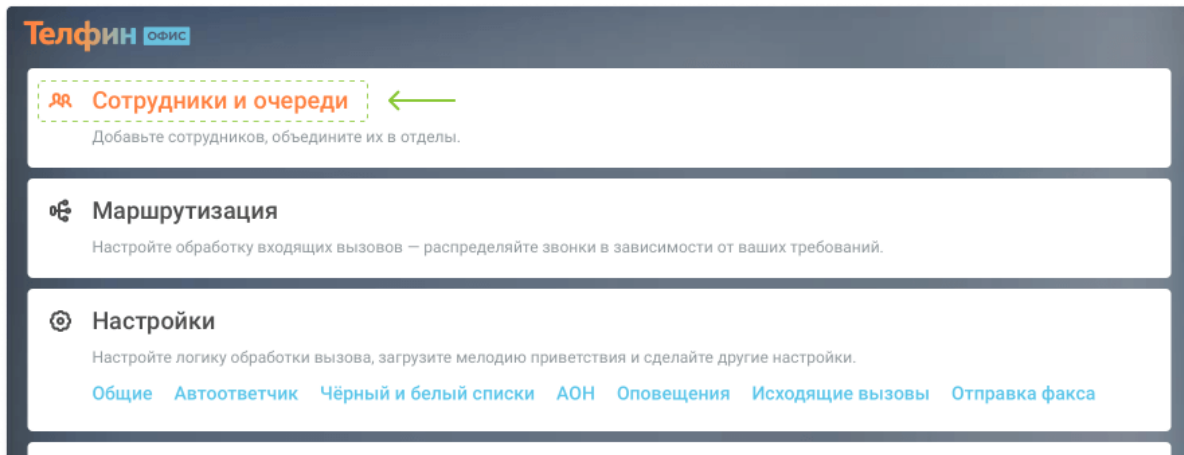 Телфин ОФИС
Сотрудники и очереди
Добавьте сотрудников, объедините их в отделы.
Маршрутизация
Настройте обработку входящих вызовов — распределяйте звонки в зависимости от ваших требований.
Настройки
Настройте логику обработки вызова, загрузите мелодию приветствия и сделайте другие настройки.
Общие Автоответчик Чёрный и белый списки АОН Оповещения Исходящие вызовы Отправка факса